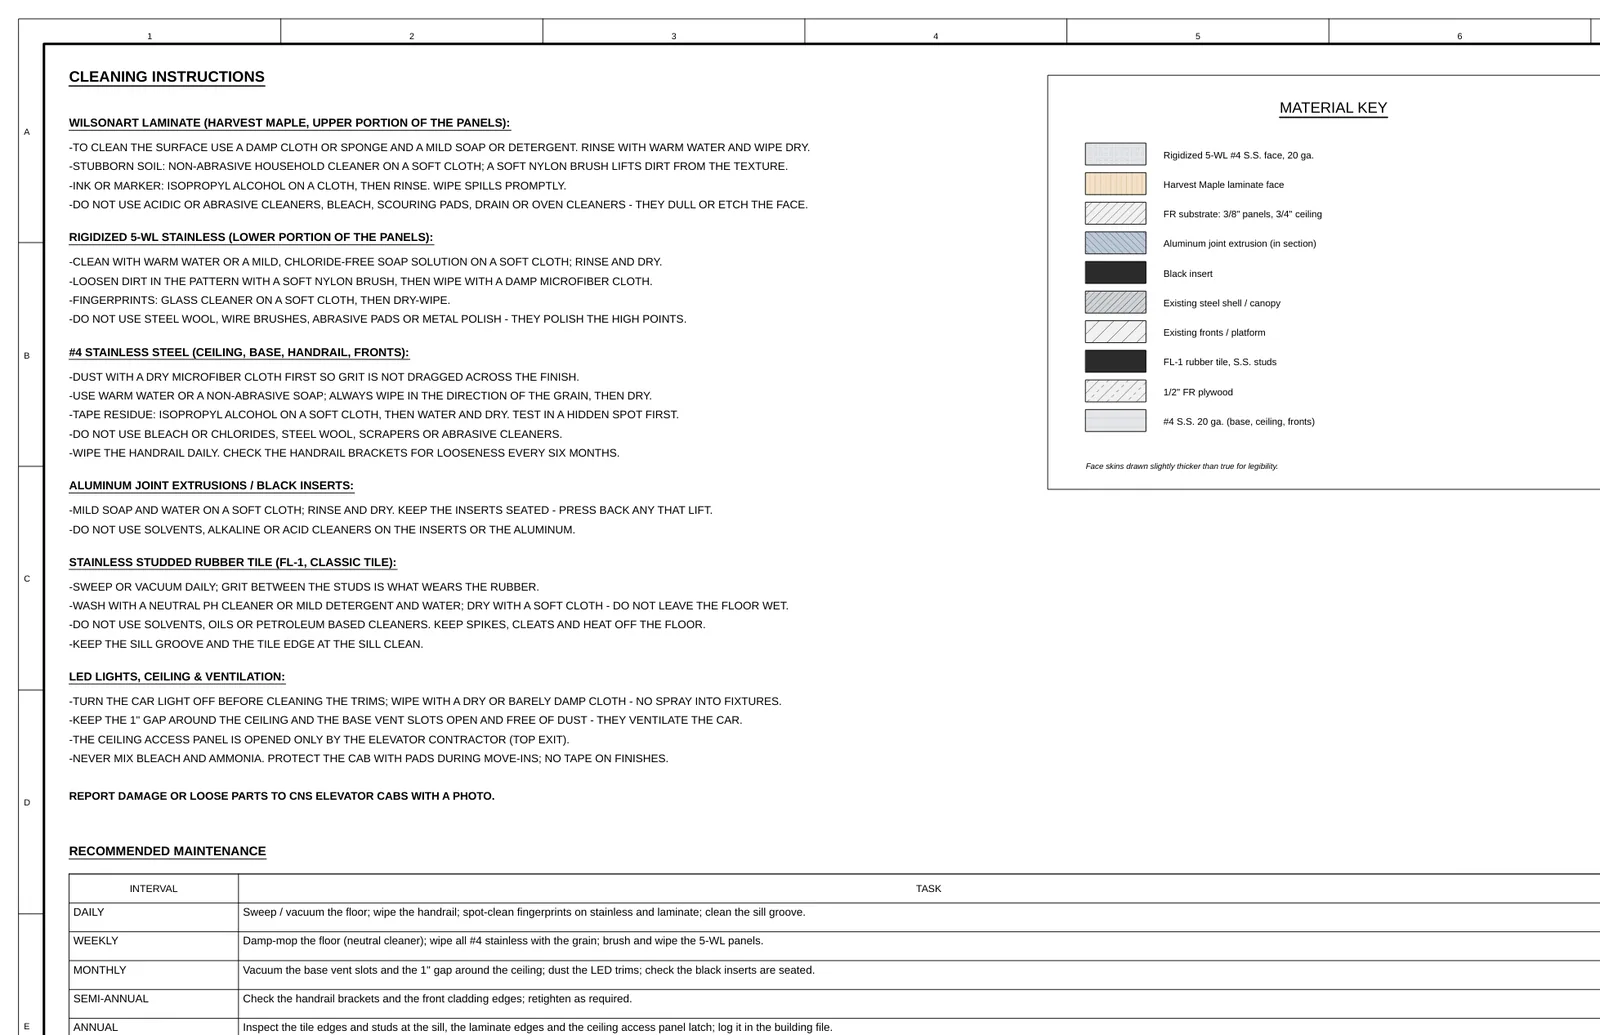 1 2 3 4 5 6
CLEANING INSTRUCTIONS
A
WILSONART LAMINATE (HARVEST MAPLE, UPPER PORTION OF THE PANELS):
-TO CLEAN THE SURFACE USE A DAMP CLOTH OR SPONGE AND A MILD SOAP OR DETERGENT. RINSE WITH WARM WATER AND WIPE DRY.
-STUBBORN SOIL: NON-ABRASIVE HOUSEHOLD CLEANER ON A SOFT CLOTH; A SOFT NYLON BRUSH LIFTS DIRT FROM THE TEXTURE.
-INK OR MARKER: ISOPROPYL ALCOHOL ON A CLOTH, THEN RINSE. WIPE SPILLS PROMPTLY.
-DO NOT USE ACIDIC OR ABRASIVE CLEANERS, BLEACH, SCOURING PADS, DRAIN OR OVEN CLEANERS - THEY DULL OR ETCH THE FACE.
RIGIDIZED 5-WL STAINLESS (LOWER PORTION OF THE PANELS):
-CLEAN WITH WARM WATER OR A MILD, CHLORIDE-FREE SOAP SOLUTION ON A SOFT CLOTH; RINSE AND DRY.
-LOOSEN DIRT IN THE PATTERN WITH A SOFT NYLON BRUSH, THEN WIPE WITH A DAMP MICROFIBER CLOTH.
-FINGERPRINTS: GLASS CLEANER ON A SOFT CLOTH, THEN DRY-WIPE.
-DO NOT USE STEEL WOOL, WIRE BRUSHES, ABRASIVE PADS OR METAL POLISH - THEY POLISH THE HIGH POINTS.
B
#4 STAINLESS STEEL (CEILING, BASE, HANDRAIL, FRONTS):
-DUST WITH A DRY MICROFIBER CLOTH FIRST SO GRIT IS NOT DRAGGED ACROSS THE FINISH.
-USE WARM WATER OR A NON-ABRASIVE SOAP; ALWAYS WIPE IN THE DIRECTION OF THE GRAIN, THEN DRY.
-TAPE RESIDUE: ISOPROPYL ALCOHOL ON A SOFT CLOTH, THEN WATER AND DRY. TEST IN A HIDDEN SPOT FIRST.
-DO NOT USE BLEACH OR CHLORIDES, STEEL WOOL, SCRAPERS OR ABRASIVE CLEANERS.
-WIPE THE HANDRAIL DAILY. CHECK THE HANDRAIL BRACKETS FOR LOOSENESS EVERY SIX MONTHS.
ALUMINUM JOINT EXTRUSIONS / BLACK INSERTS:
-MILD SOAP AND WATER ON A SOFT CLOTH; RINSE AND DRY. KEEP THE INSERTS SEATED - PRESS BACK ANY THAT LIFT.
-DO NOT USE SOLVENTS, ALKALINE OR ACID CLEANERS ON THE INSERTS OR THE ALUMINUM.
STAINLESS STUDDED RUBBER TILE (FL-1, CLASSIC TILE):
C
-SWEEP OR VACUUM DAILY; GRIT BETWEEN THE STUDS IS WHAT WEARS THE RUBBER.
-WASH WITH A NEUTRAL PH CLEANER OR MILD DETERGENT AND WATER; DRY WITH A SOFT CLOTH - DO NOT LEAVE THE FLOOR WET.
-DO NOT USE SOLVENTS, OILS OR PETROLEUM BASED CLEANERS. KEEP SPIKES, CLEATS AND HEAT OFF THE FLOOR.
-KEEP THE SILL GROOVE AND THE TILE EDGE AT THE SILL CLEAN.
LED LIGHTS, CEILING & VENTILATION:
-TURN THE CAR LIGHT OFF BEFORE CLEANING THE TRIMS; WIPE WITH A DRY OR BARELY DAMP CLOTH - NO SPRAY INTO FIXTURES.
-KEEP THE 1" GAP AROUND THE CEILING AND THE BASE VENT SLOTS OPEN AND FREE OF DUST - THEY VENTILATE THE CAR.
-THE CEILING ACCESS PANEL IS OPENED ONLY BY THE ELEVATOR CONTRACTOR (TOP EXIT).
-NEVER MIX BLEACH AND AMMONIA. PROTECT THE CAB WITH PADS DURING MOVE-INS; NO TAPE ON FINISHES.
REPORT DAMAGE OR LOOSE PARTS TO CNS ELEVATOR CABS WITH A PHOTO.
D
MATERIAL KEY
Rigidized 5-WL #4 S.S. face, 20 ga.
Harvest Maple laminate face
FR substrate: 3/8" panels, 3/4" ceiling
Aluminum joint extrusion (in section)
Black insert
Existing steel shell / canopy
Existing fronts / platform
FL-1 rubber tile, S.S. studs
1/2" FR plywood
#4 S.S. 20 ga. (base, ceiling, fronts)
Face skins drawn slightly thicker than true for legibility.
RECOMMENDED MAINTENANCE
INTERVAL TASK
DAILY Sweep / vacuum the floor; wipe the handrail; spot-clean fingerprints on stainless and laminate; clean the sill groove.
WEEKLY Damp-mop the floor (neutral cleaner); wipe all #4 stainless with the grain; brush and wipe the 5-WL panels.
MONTHLY Vacuum the base vent slots and the 1" gap around the ceiling; dust the LED trims; check the black inserts are seated.
SEMI-ANNUAL Check the handrail brackets and the front cladding edges; retighten as required.
E
ANNUAL Inspect the tile edges and studs at the sill, the laminate edges and the ceiling access panel latch; log it in the building file.